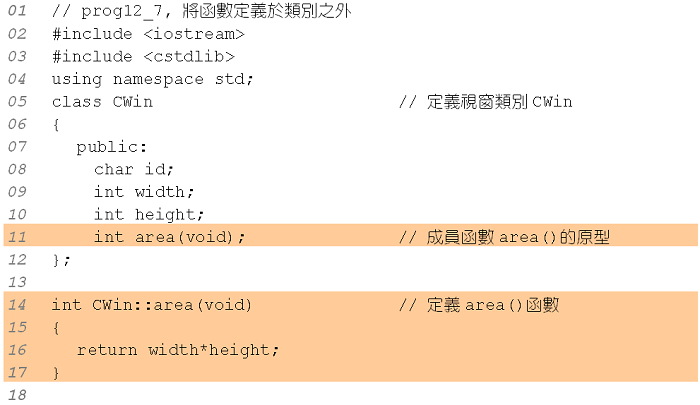 01 // prog12_7, 將函數定義於類別之外
02 #include <iostream>
03 #include <cstdlib>
04 using namespace std;
05 class CWin // 定義視窗類別 CWin
06 {
07 public:
08 char id;
09 int width;
10 int height;
11 int area(void); // 成員函數 area()的原型
12 };
13
14 int CWin::area(void) // 定義 area()函數
15 {
16 return width*height;
17 }
18